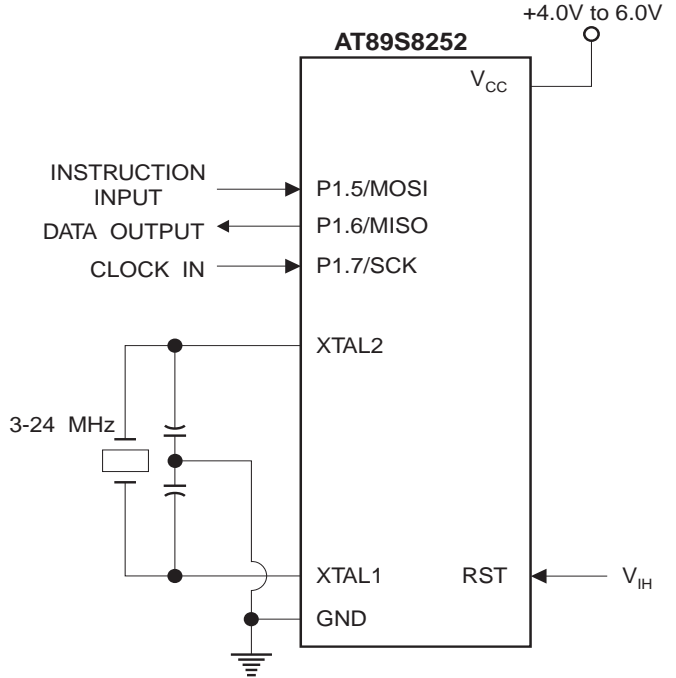 +4.0V to 6.0V
AT89S8252
VCC
INSTRUCTION
INPUT
P1.5/MOSI
DATA OUTPUT
P1.6/MISO
CLOCK IN
P1.7/SCK
XTAL2
3-24 MHz
XTAL1
RST
VIH
GND